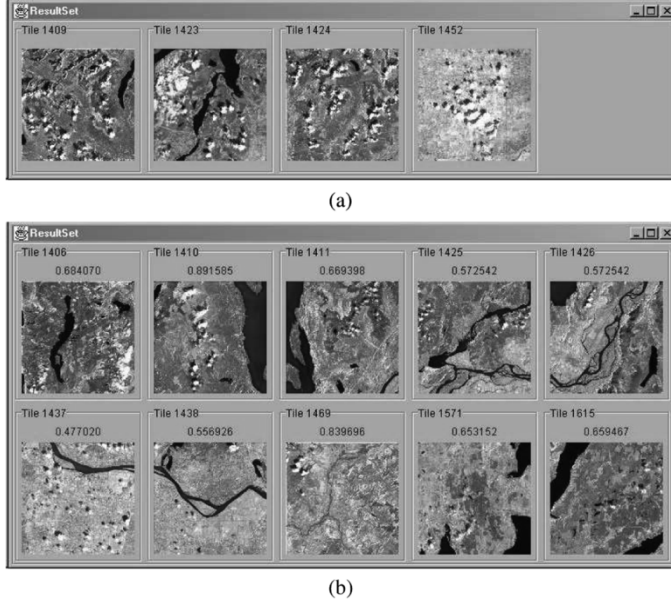 ResultSet
Tile 1409 Tile 1423 Tile 1424 Tile 1452
(a)
ResultSet
Tile 1406 Tile 1410 Tile 1411 Tile 1425 Tile 1426
0.684070 0.891585 0.669398 0.572542 0.572542
Tile 1437 Tile 1438 Tile 1469 Tile 1571 Tile 1615
0.477020 0.556926 0.839696 0.653152 0.659467
(b)